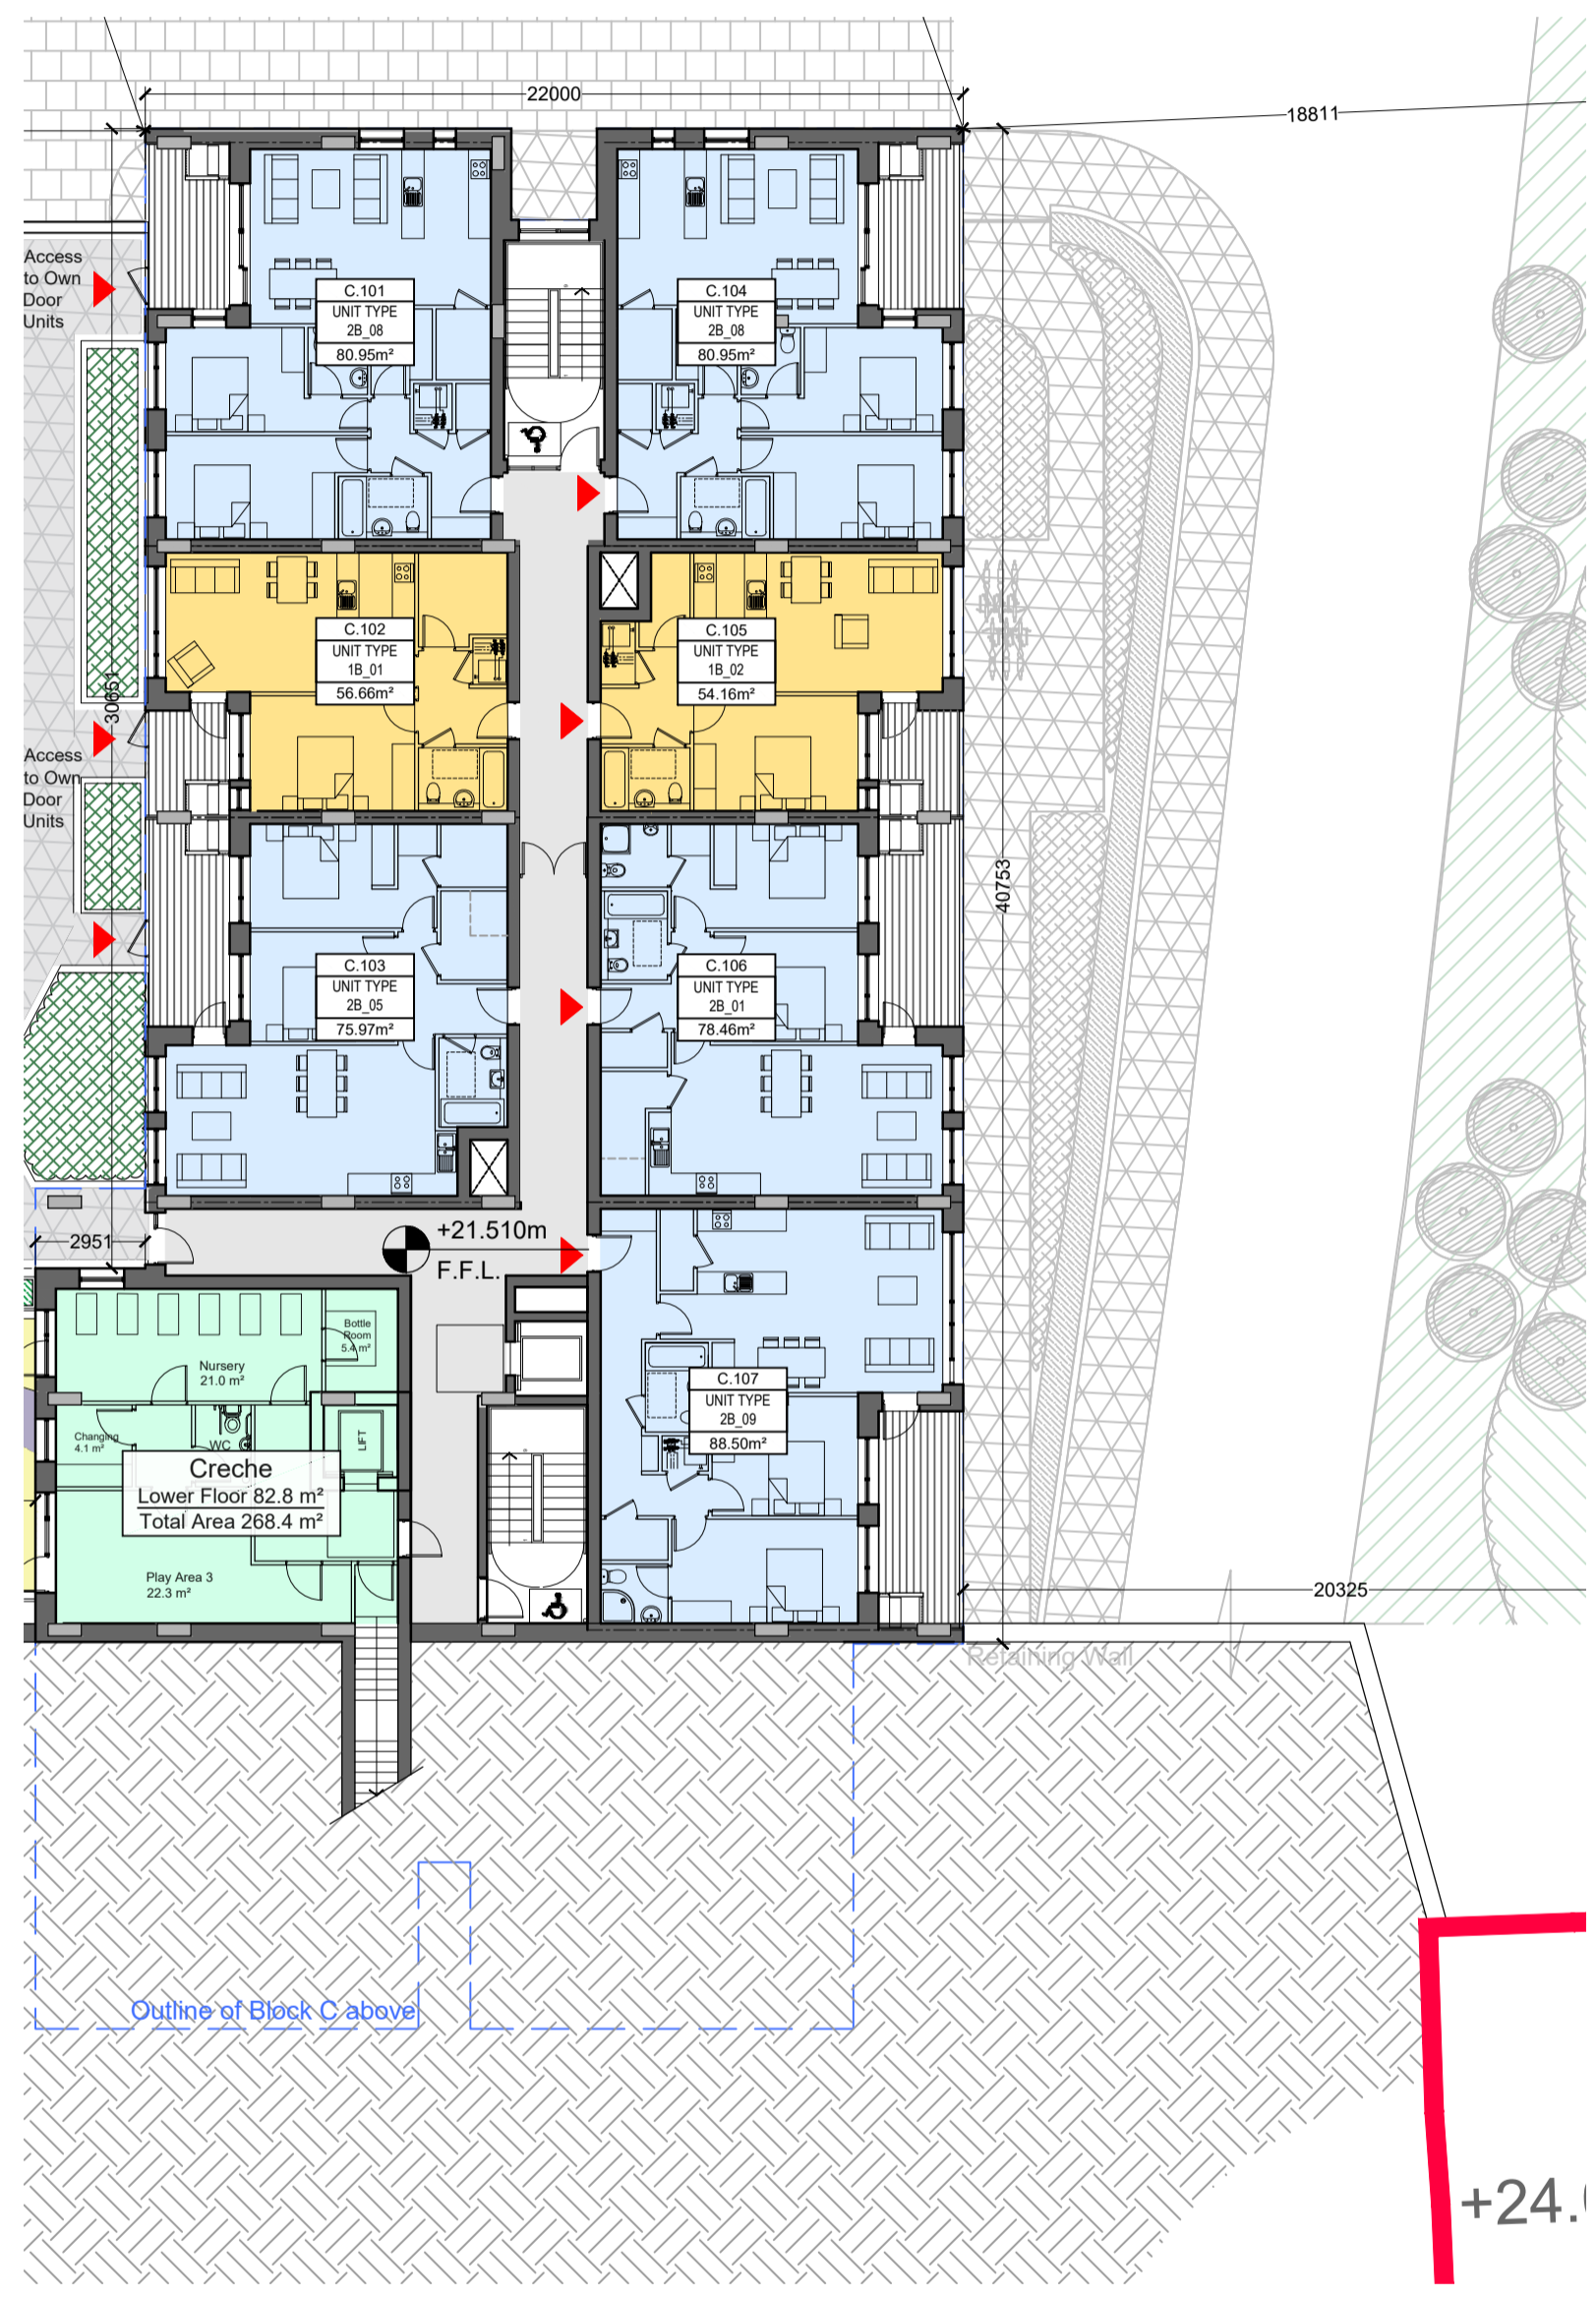 22000
18811
Access
to Own
Door
Units
C.101
UNIT TYPE
2B_08
80.95m²
C.104
UNIT TYPE
2B_08
80.95m²
C.102
UNIT TYPE
1B_01
56.66m²
C.105
UNIT TYPE
1B_02
54.16m²
30651
Access
to Own
Door
Units
40753
C.103
UNIT TYPE
2B_05
75.97m²
C.106
UNIT TYPE
2B_01
78.46m²
2951
+21.510m
F.F.L.
Bottle
Room
5.4 m²
Nursery
21.0 m²
C.107
UNIT TYPE
2B_09
88.50m²
Changing
4.1 m²
WC
LIFT
Creche
Lower Floor 82.8 m²
Total Area 268.4 m²
Play Area 3
22.3 m²
20325
Retaining Wall
Outline of Block C above